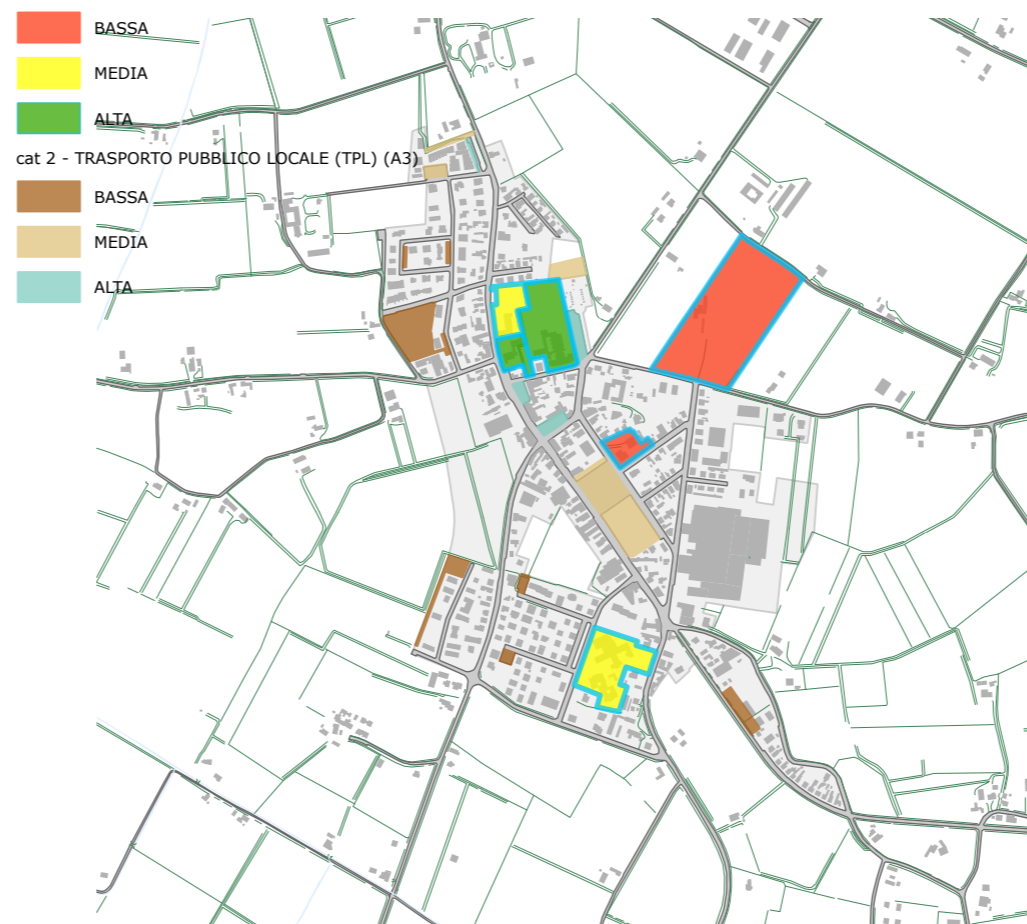 BASSA
MEDIA
ALTA
cat 2 - TRASPORTO PUBBLICO LOCALE (TPL) (A3)
BASSA
MEDIA
ALTA